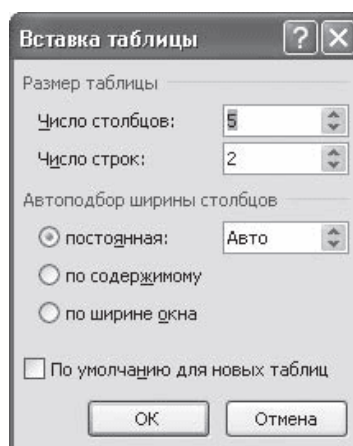 Вставка таблицы
Размер таблицы
Число столбцов: 5
Число строк: 2
Автоподбор ширины столбцов
постоянная: Авто
по содержимому
по ширине окна
По умолчанию для новых таблиц
ОК Отмена